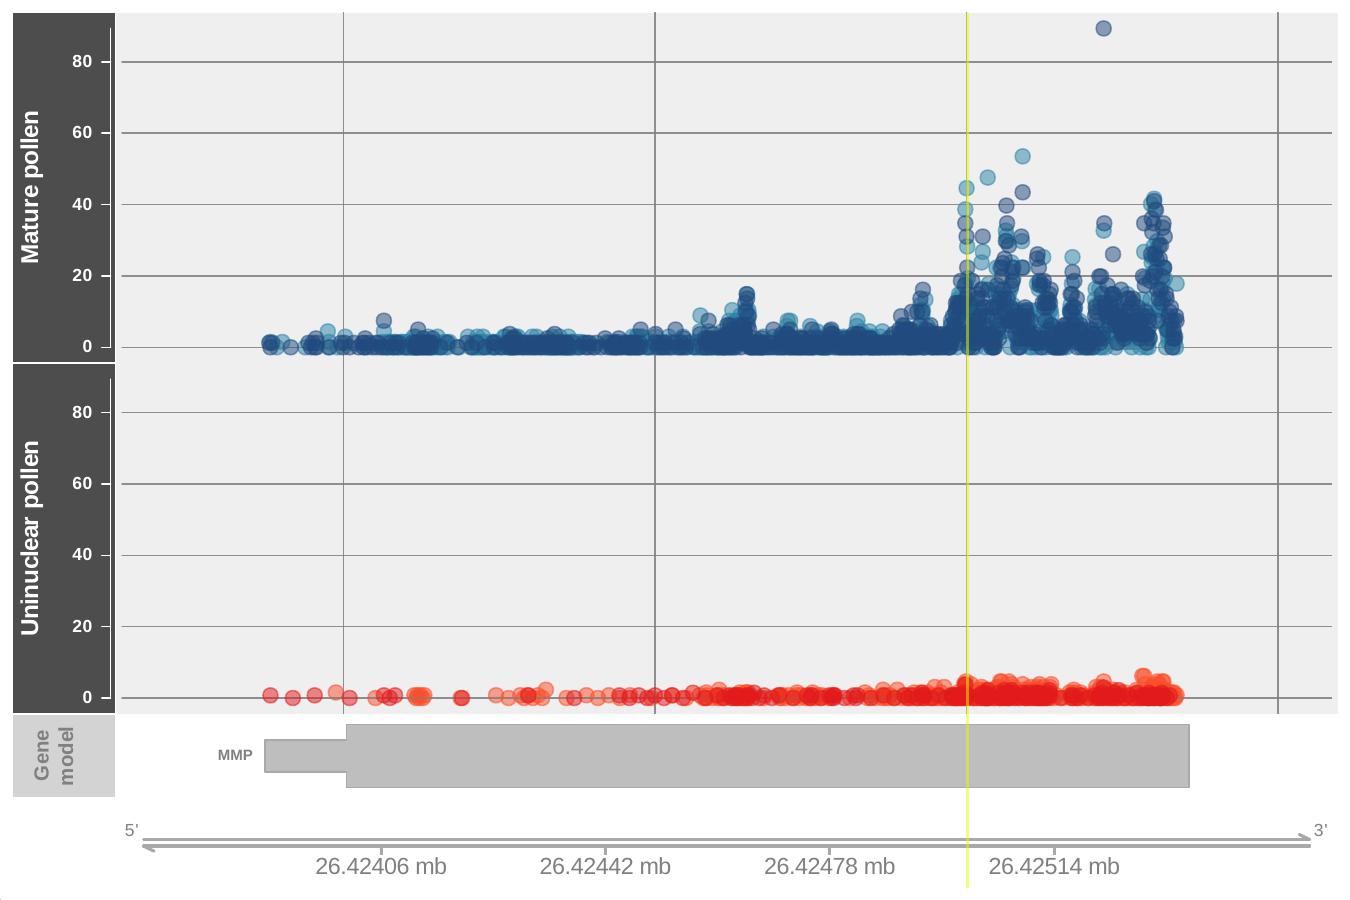 Mature pollen
80
60
40
20
0
Uninuclear pollen
80
60
40
20
0
Gene
model
MMP
5'
3'
26.42406 mb
26.42442 mb
26.42478 mb
26.42514 mb